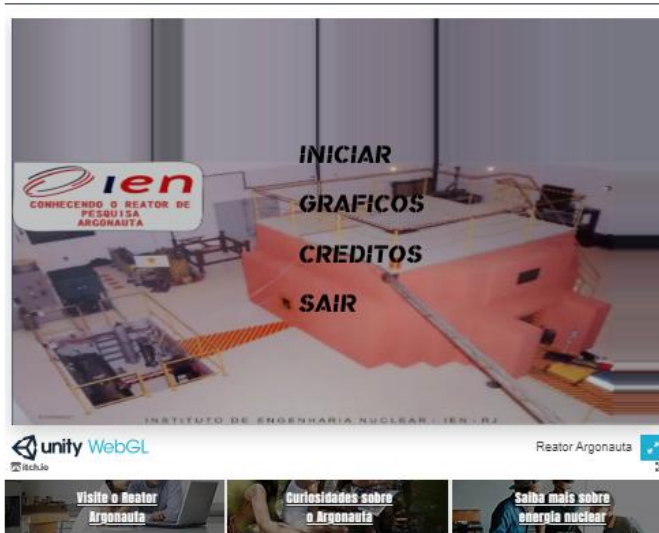 INICIAR
ien
CONHECENDO O REATOR DE
PESQUISA
ARGONAUTA
GRAFICOS
CREDITOS
SAIR
INSTITUTO DE ENGENHARIA NUCLEAR - IEN - RJ
unity WebGL
Reator Argonauta
itch.io
Visite o Reator
Argonauta
Curiosidades sobre
o Argonauta
Saiba mais sobre
energia nuclear